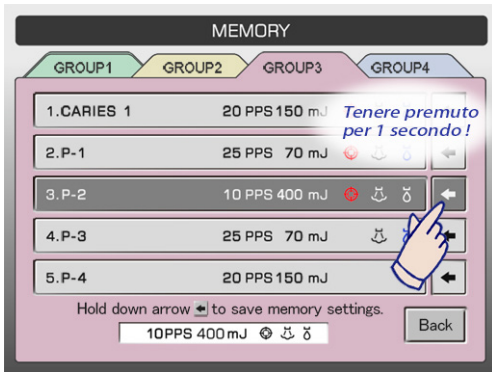 MEMORY
GROUP1 GROUP2 GROUP3 GROUP4
1.CARIES 1 20 PPS 150 mJ
Tenere premuto
per 1 secondo !
2.P-1 25 PPS 70 mJ
3.P-2 10 PPS 400 mJ
4.P-3 25 PPS 70 mJ
5.P-4 20 PPS 150 mJ
Hold down arrow to save memory settings.
10PPS 400 mJ
Back